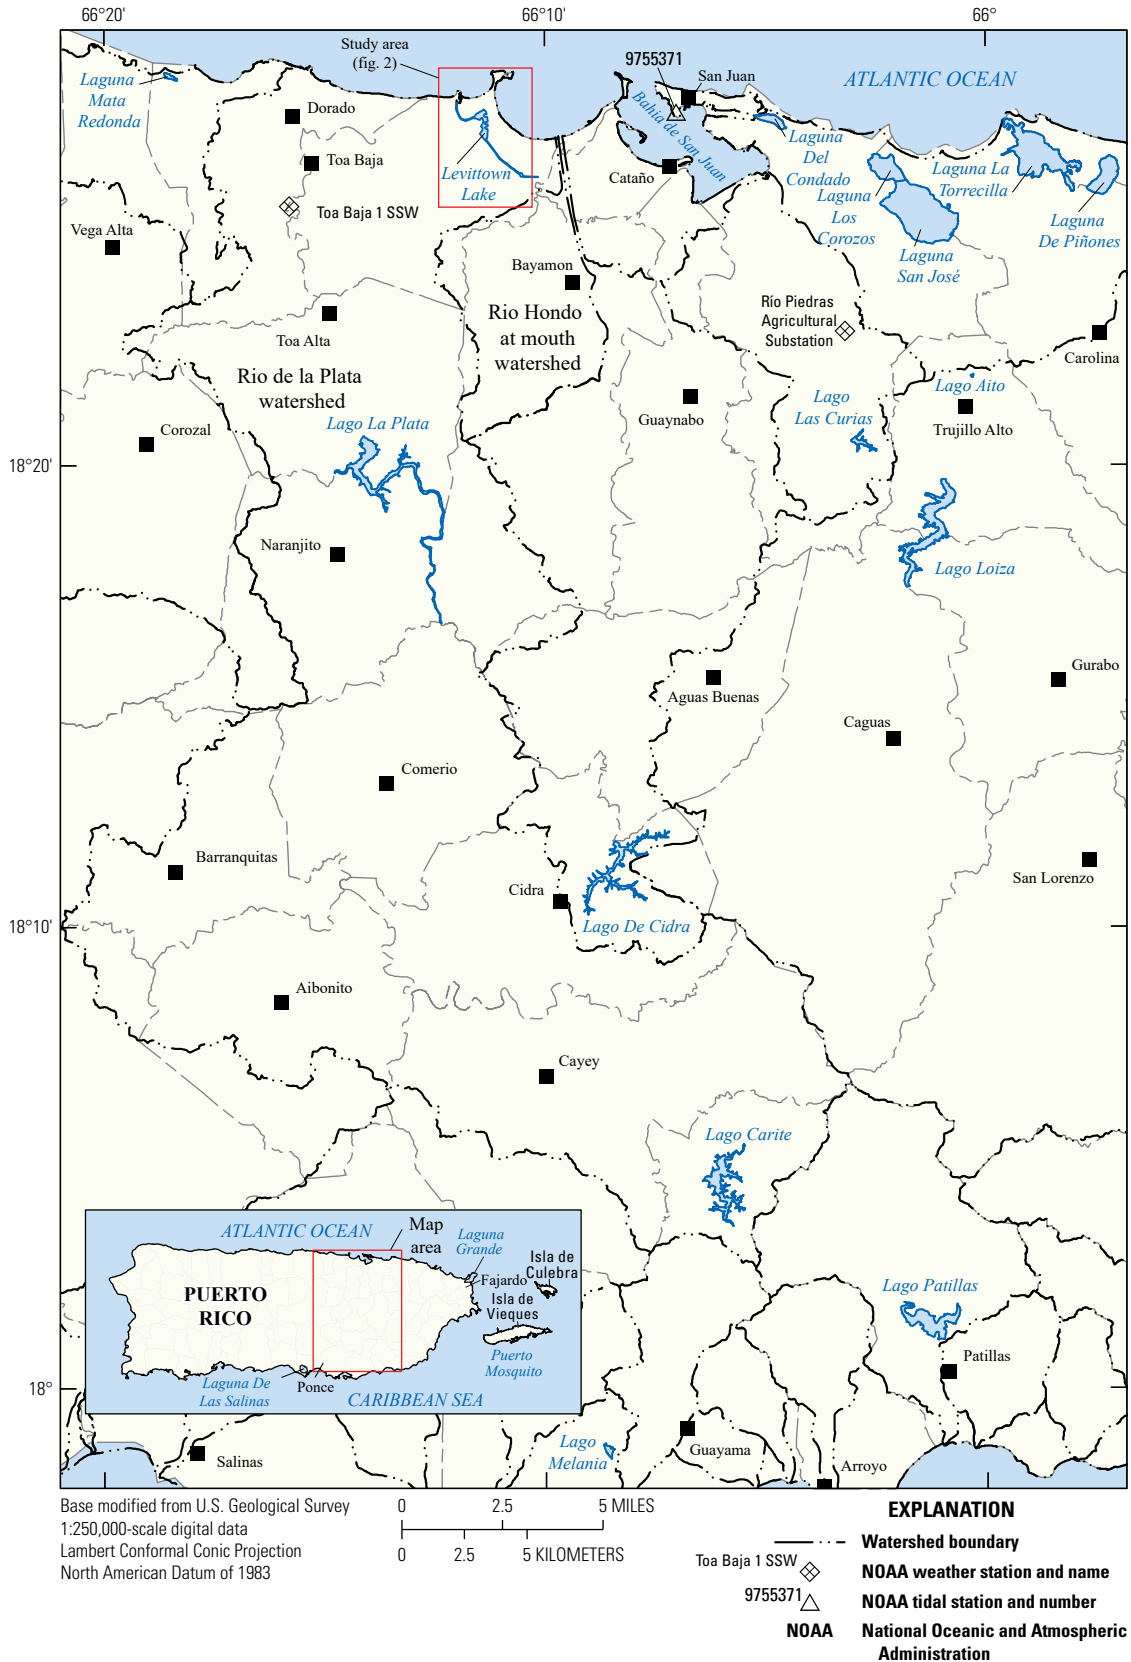 66°20'
66°10'
66°
Study area
(fig. 2)
9755371
San Juan
ATLANTIC OCEAN
Laguna
Mata
Redonda
Dorado
Bahia de San Juan
Toa Baja
Levittown
Lake
Cataño
Laguna
Del
Condado
Laguna La
Torrecilla
Laguna
Los
Corozos
Toa Baja 1 SSW
Laguna
De Piñones
Vega Alta
Laguna
San José
Bayamon
Rio Hondo
at mouth
watershed
Río Piedras
Agricultural
Substation
Toa Alta
Carolina
Rio de la Plata
watershed
Lago Aito
Lago
Las Curias
Guaynabo
Trujillo Alto
Lago La Plata
Corozal
18°20'
Naranjito
Lago Loiza
Gurabo
Aguas Buenas
Caguas
Comerio
Barranquitas
San Lorenzo
Cidra
18°10'
Lago De Cidra
Aibonito
Cayey
Lago Carite
ATLANTIC OCEAN
Map
area
Laguna
Grande
Isla de
Culebra
Fajardo
PUERTO
RICO
Isla de
Vieques
Lago Patillas
Puerto
Mosquito
Patillas
Laguna De
Las Salinas
Ponce
CARIBBEAN SEA
18°
Lago
Melania
Guayama
Salinas
Arroyo
Base modified from U.S. Geological Survey
1:250,000-scale digital data
Lambert Conformal Conic Projection
North American Datum of 1983
0 2.5 5 MILES
0 2.5 5 KILOMETERS
EXPLANATION
Watershed boundary
Toa Baja 1 SSW NOAA weather station and name
9755371 NOAA tidal station and number
NOAA National Oceanic and Atmospheric
Administration